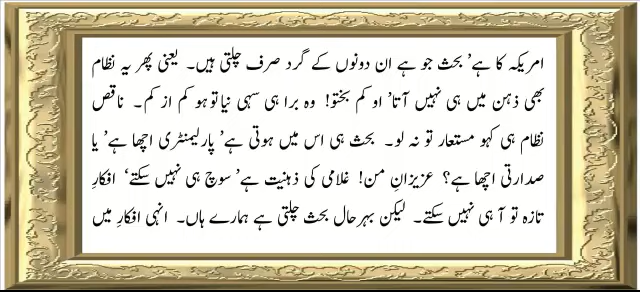 امریکہ کا ہے’ بحث جو ہے ان دونوں کے گرد صرف چلتی ہیں۔ یعنی پھر یہ نظام
بھی ذہن میں ہی نہیں آتا’ او کم بختو! وہ برا ہی سہی نیا تو ہو کم از کم۔ ناقص
نظام ہی کہو مستعار تو نہ لو۔ بحث ہی اس میں ہوتی ہے’ پارلیمنٹری اچھا ہے’ یا
صدارتی اچھا ہے؟ عزیزانِ من! غلامی کی ذہنیت ہے’ سوچ ہی نہیں سکتے‘ افکارِ
تازہ تو آ ہی نہیں سکتے۔ لیکن بہرحال بحث چلتی ہے ہمارے ہاں۔ انہی افکارِ میں